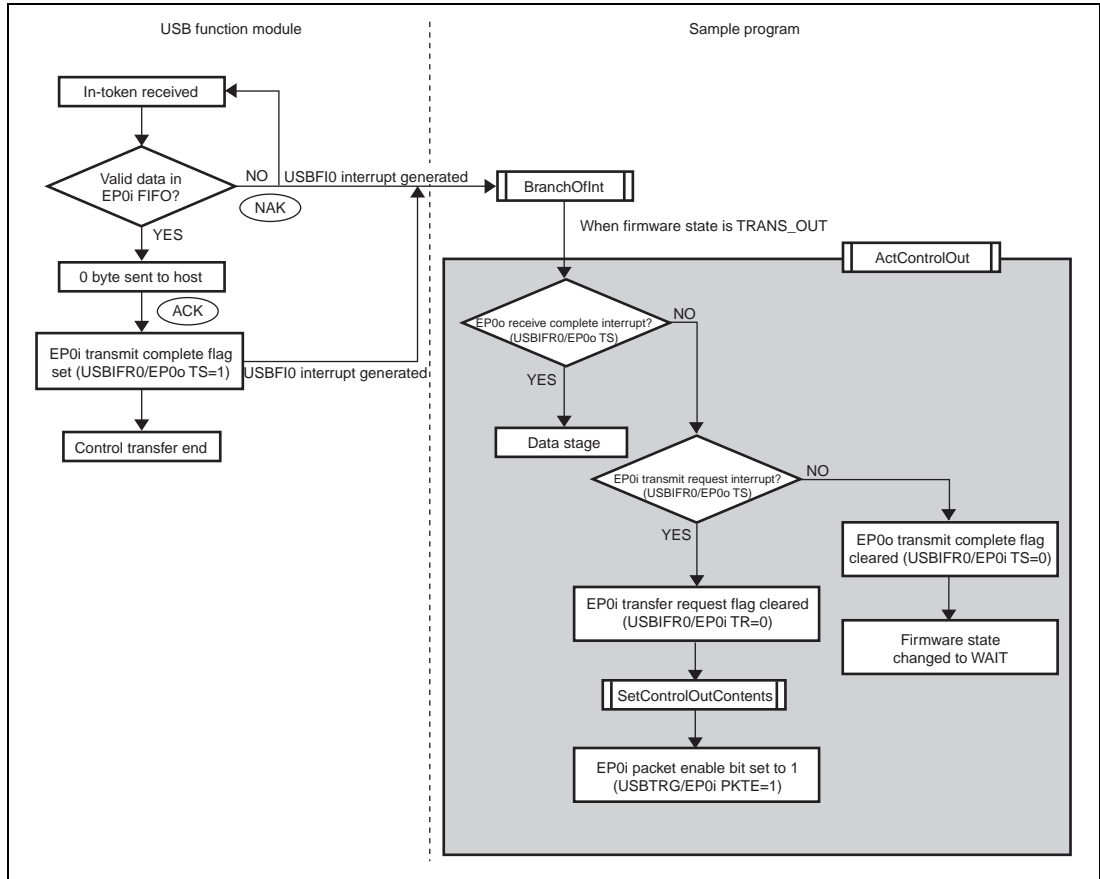 USB function module
Sample program
In-token received
Valid data in
EP0i FIFO?
NO
USBFI0 interrupt generated
NAK
YES
0 byte sent to host
ACK
EP0i transmit complete flag
set (USBIFR0/EP0o TS=1)
USBFI0 interrupt generated
Control transfer end
BranchOfInt
When firmware state is TRANS_OUT
ActControlOut
EP0o receive complete interrupt?
(USBIFR0/EP0o TS)
NO
YES
Data stage
EP0i transmit request interrupt?
(USBIFR0/EP0o TS)
NO
YES
EP0o transmit complete flag
cleared (USBIFR0/EP0i TS=0)
Firmware state
changed to WAIT
EP0i transfer request flag cleared
(USBIFR0/EP0i TR=0)
SetControlOutContents
EP0i packet enable bit set to 1
(USBTRG/EP0i PKTE=1)